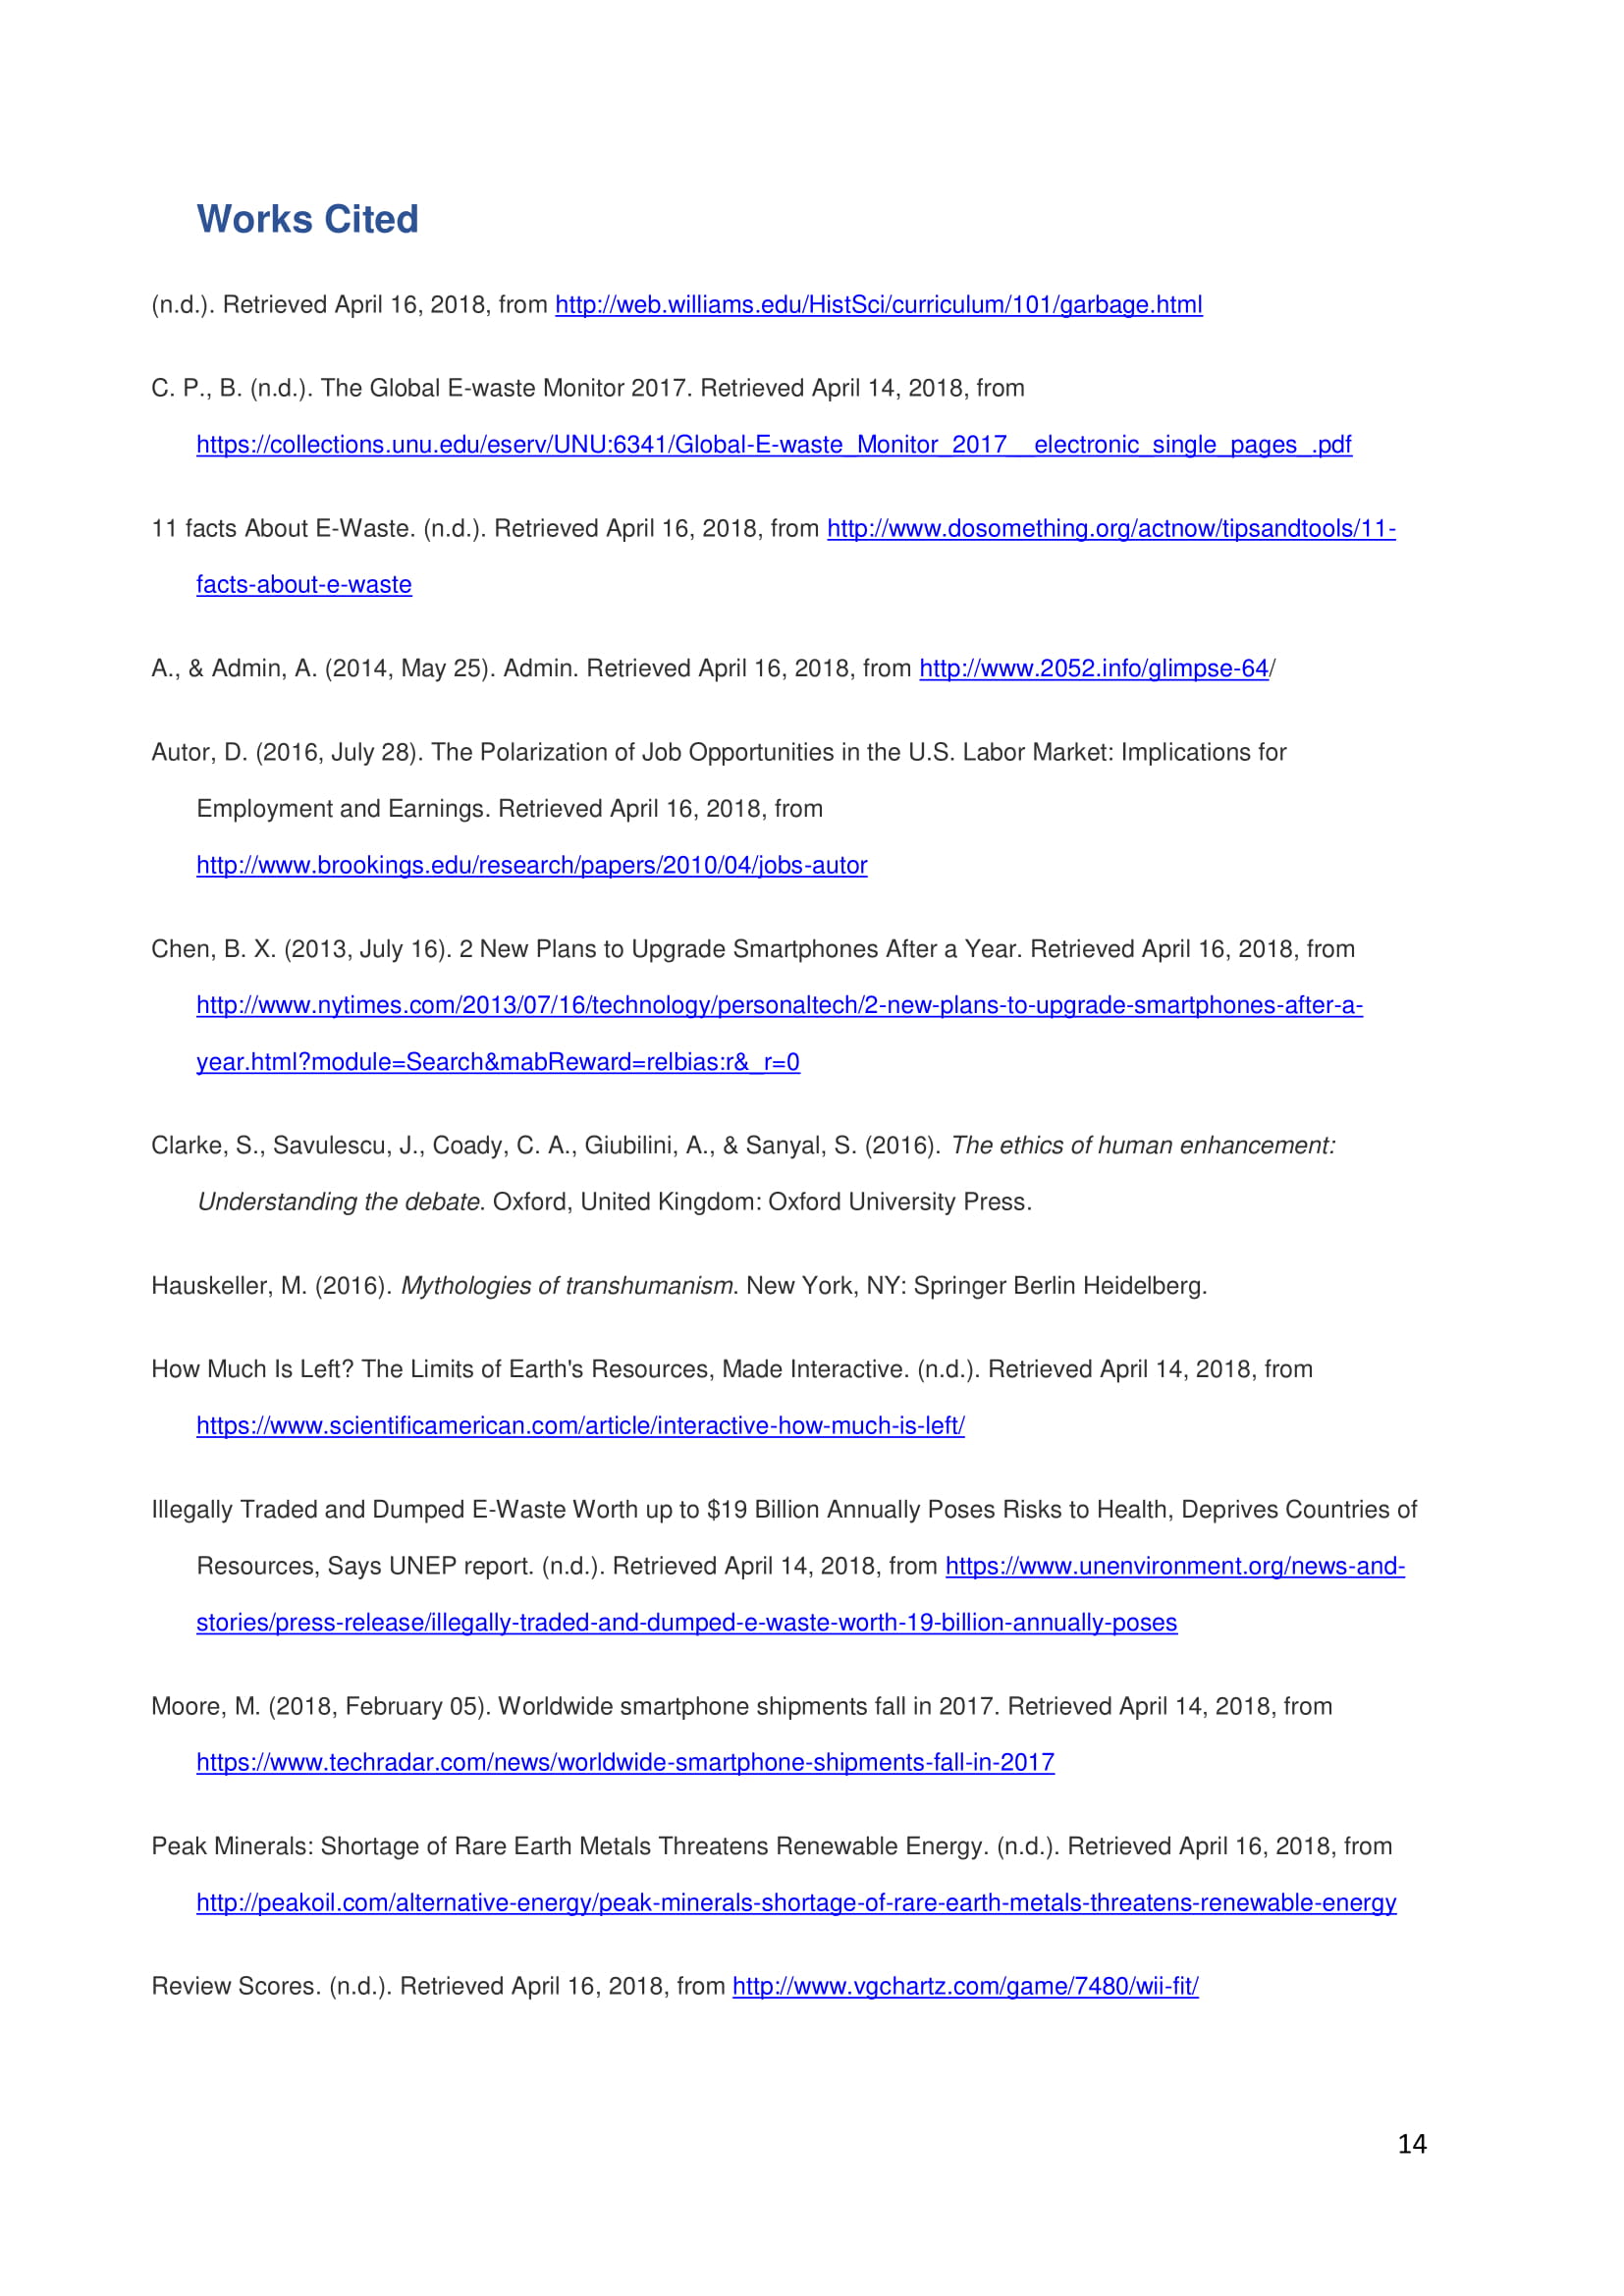 Works Cited
(n.d.). Retrieved April 16, 2018, from http://web.williams.edu/HistSci/curriculum/101/garbage.html
C. P., B. (n.d.). The Global E-waste Monitor 2017. Retrieved April 14, 2018, from
https://collections.unu.edu/eserv/UNU:6341/Global-E-waste_Monitor_2017__electronic_single_pages_.pdf
11 facts About E-Waste. (n.d.). Retrieved April 16, 2018, from http://www.dosomething.org/actnow/tipsandtools/11-
facts-about-e-waste
A., & Admin, A. (2014, May 25). Admin. Retrieved April 16, 2018, from http://www.2052.info/glimpse-64/
Autor, D. (2016, July 28). The Polarization of Job Opportunities in the U.S. Labor Market: Implications for
Employment and Earnings. Retrieved April 16, 2018, from
http://www.brookings.edu/research/papers/2010/04/jobs-autor
Chen, B. X. (2013, July 16). 2 New Plans to Upgrade Smartphones After a Year. Retrieved April 16, 2018, from
http://www.nytimes.com/2013/07/16/technology/personaltech/2-new-plans-to-upgrade-smartphones-after-a-
year.html?module=Search&mabReward=relbias:r&_r=0
Clarke, S., Savulescu, J., Coady, C. A., Giubilini, A., & Sanyal, S. (2016). The ethics of human enhancement:
Understanding the debate. Oxford, United Kingdom: Oxford University Press.
Hauskeller, M. (2016). Mythologies of transhumanism. New York, NY: Springer Berlin Heidelberg.
How Much Is Left? The Limits of Earth's Resources, Made Interactive. (n.d.). Retrieved April 14, 2018, from
https://www.scientificamerican.com/article/interactive-how-much-is-left/
Illegally Traded and Dumped E-Waste Worth up to $19 Billion Annually Poses Risks to Health, Deprives Countries of
Resources, Says UNEP report. (n.d.). Retrieved April 14, 2018, from https://www.unenvironment.org/news-and-
stories/press-release/illegally-traded-and-dumped-e-waste-worth-19-billion-annually-poses
Moore, M. (2018, February 05). Worldwide smartphone shipments fall in 2017. Retrieved April 14, 2018, from
https://www.techradar.com/news/worldwide-smartphone-shipments-fall-in-2017
Peak Minerals: Shortage of Rare Earth Metals Threatens Renewable Energy. (n.d.). Retrieved April 16, 2018, from
http://peakoil.com/alternative-energy/peak-minerals-shortage-of-rare-earth-metals-threatens-renewable-energy
Review Scores. (n.d.). Retrieved April 16, 2018, from http://www.vgchartz.com/game/7480/wii-fit/
14